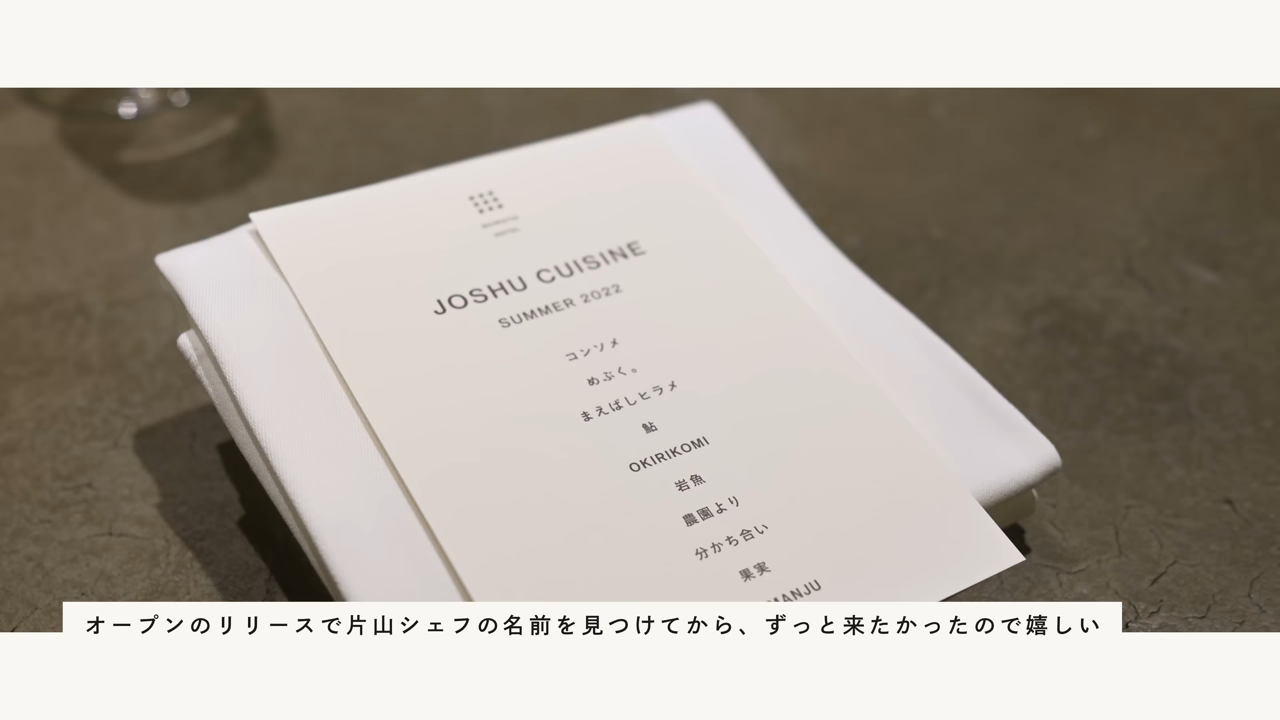 JOSHU CUISINE
SUMMER 2022
コンソメ
めぶく。
まえばしヒラメ
鮎
OKIRIKOMI
岩魚
農園より
分かち合い
果実
MANJU
オープンのリリースで片山シェフの名前を見つけてから、ずっと来たかったので嬉しい